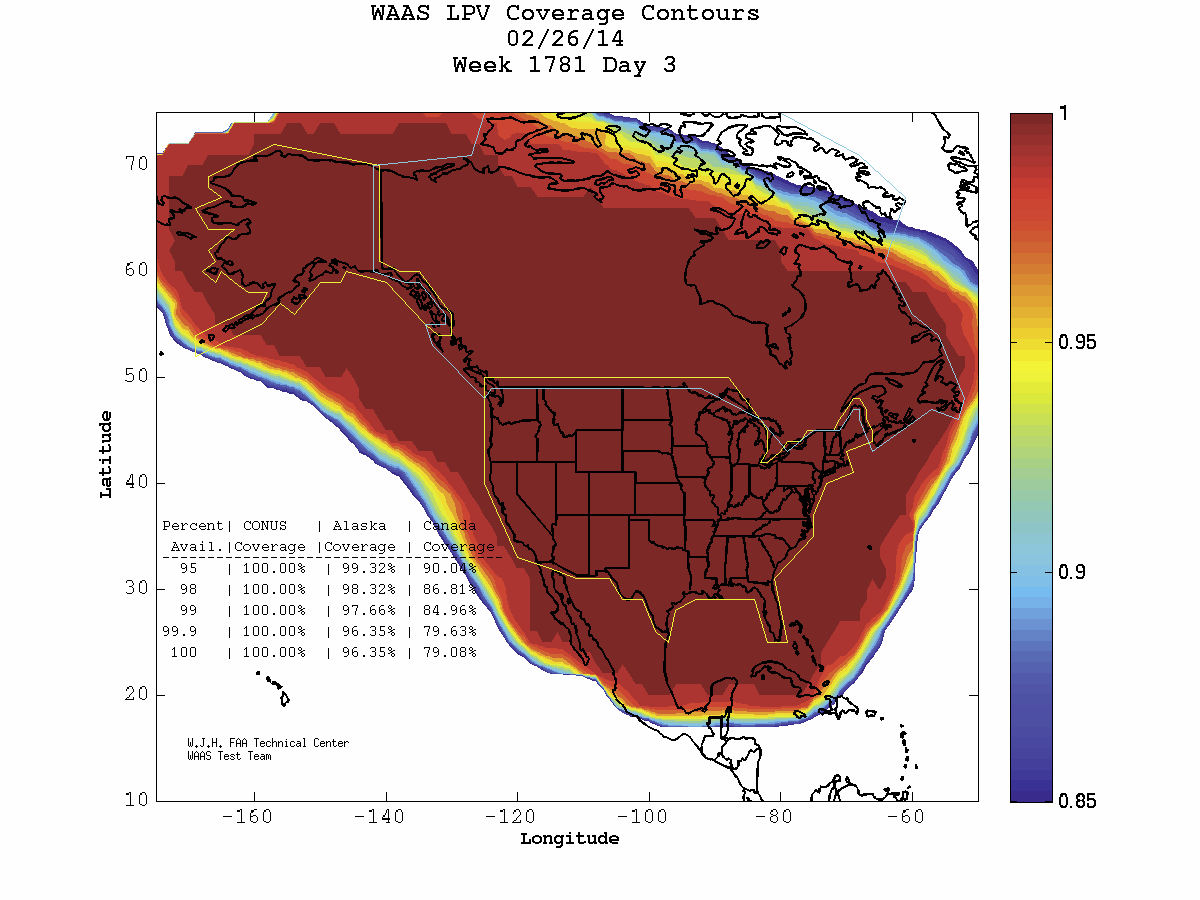 WAAS LPV Coverage Contours
02/26/14
Week 1781 Day 3
1
70
60
50
40
30
20
10
0.95
0.9
0.85
Latitude
Percent| CONUS | Alaska | Canada
Avail.|Coverage |Coverage | Coverage
95 | 100.00% | 99.32% | 90.04%
98 | 100.00% | 98.32% | 86.81%
99 | 100.00% | 97.66% | 84.96%
99.9 | 100.00% | 96.35% | 79.63%
100 | 100.00% | 96.35% | 79.08%
W.J.H. FAA Technical Center
WAAS Test Team
-160 -140 -120 -100 -80 -60
Longitude